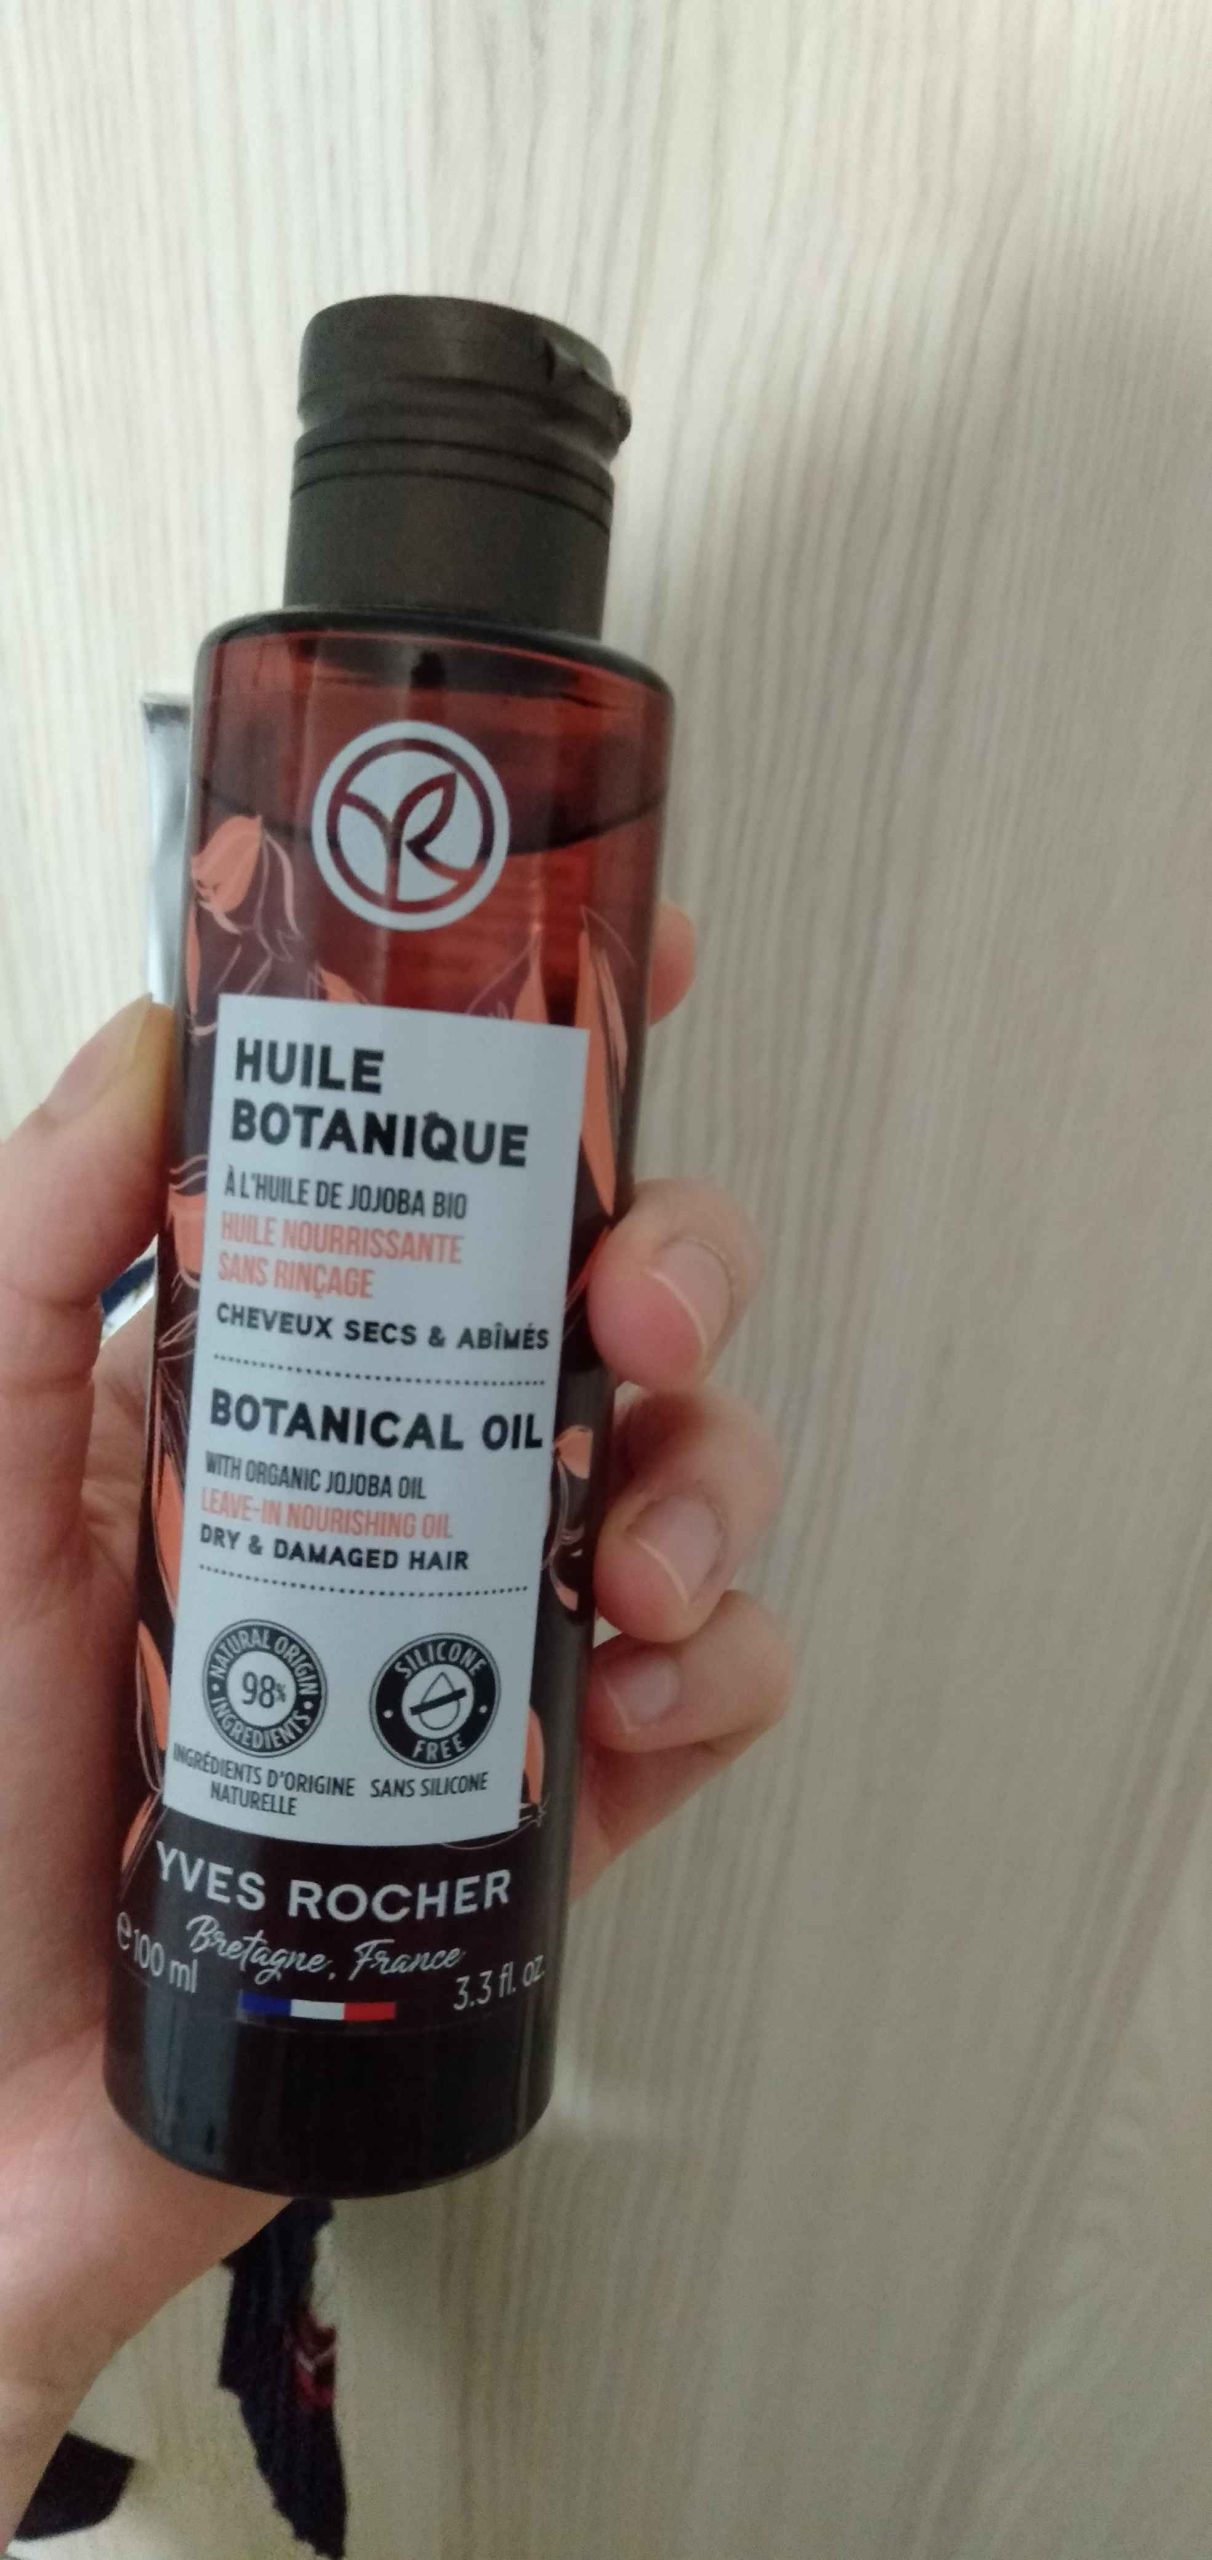 HUILE
BOTANIQUE
À L'HUILE DE JOJOBA BIO
HUILE NOURRISSANTE
SANS RINÇAGE
CHEVEUX SECS & ABÎMÉS
BOTANICAL OIL
WITH ORGANIC JOJOBA OIL
LEAVE-IN NOURISHING OIL
DRY & DAMAGED HAIR
NATURAL ORIGIN
98%
INGREDIENTS
INGRÉDIENTS D'ORIGINE
NATURELLE
SILICONE
FREE
SANS SILICONE
YVES ROCHER
Bretagne, France
e 100 ml
3.3 fl. oz.